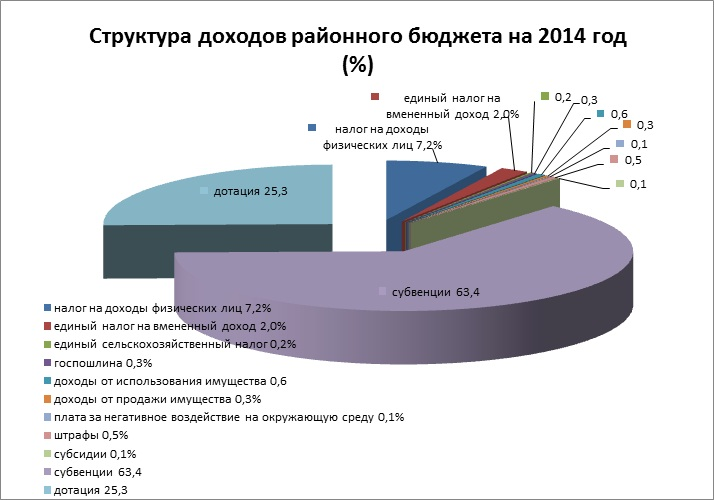 Структура доходов районного бюджета на 2014 год
(%)
единый налог на
вмененный доход 2,0%
0,2
0,3
0,6
0,3
0,1
0,5
0,1
налог на доходы
физических лиц 7,2%
дотация 25,3
субвенции 63,4
налог на доходы физических лиц 7,2%
единый налог на вмененный доход 2,0%
единый сельскохозяйственный налог 0,2%
госпошлина 0,3%
доходы от использования имущества 0,6
доходы от продажи имущества 0,3%
плата за негативное воздействие на окружающую среду 0,1%
штрафы 0,5%
субсидии 0,1%
субвенции 63,4
дотация 25,3